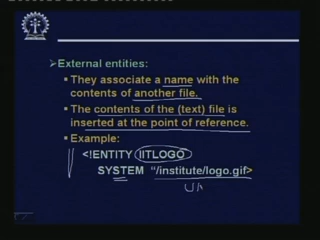 ➢External entities:
▪ They associate a name with the
contents of another file.
▪ The contents of the (text) file is
inserted at the point of reference.
▪ Example:
<!ENTITY IITLOGO
SYSTEM "/institute/logo.gif>